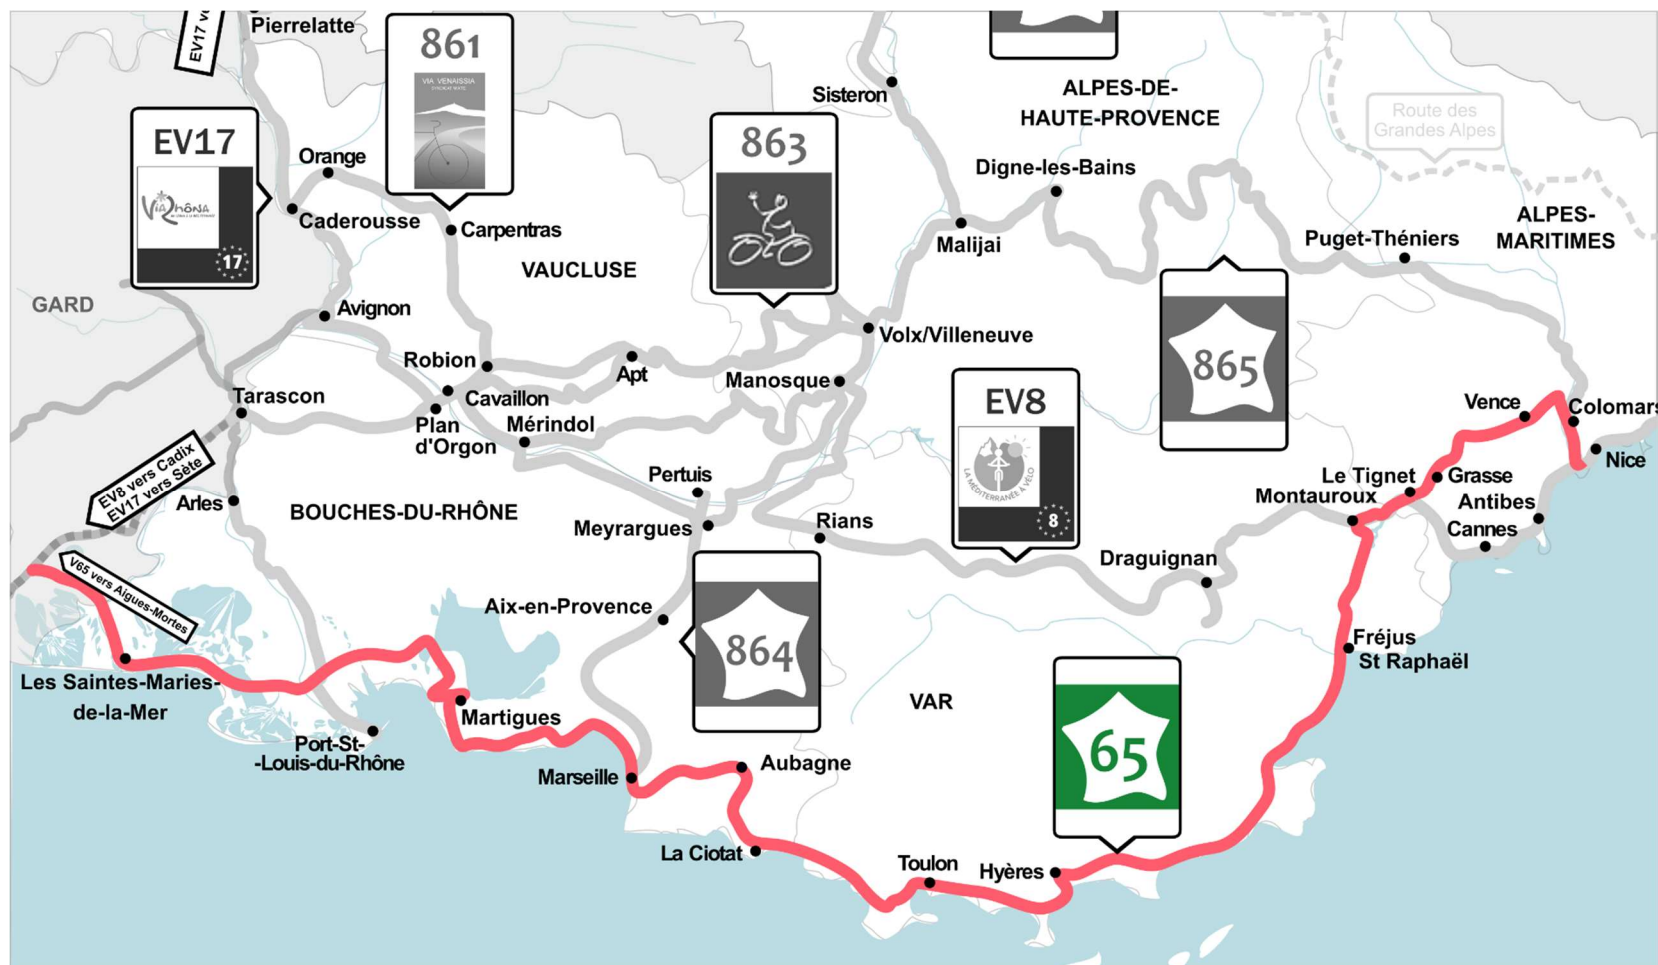 EV17 ve
Pierrelatte
861
VIA VENAISSIA
EV17
ViaRhôna
17
Orange
Caderousse
Carpentras
VAUCLUSE
GARD
Avignon
863
Sisteron
ALPES-DE-
HAUTE-PROVENCE
Route des
Grandes Alpes
Digne-les-Bains
Malijai
ALPES-
MARITIMES
Puget-Théniers
865
Volx/Villeneuve
Robion
Apt
Manosque
Cavaillon
Tarascon
Plan
d'Orgon
Mérindol
EV8
LA MÉDITERRANÉE À VÉLO
8
Vence
Colomars
Nice
Le Tignet
Grasse
Montauroux
Antibes
Cannes
EV8 vers Cadix
EV17 vers Sète
Arles
BOUCHES-DU-RHÔNE
Pertuis
Meyrargues
Rians
Draguignan
V65 vers Aigues-Mortes
Aix-en-Provence
864
Fréjus
St Raphaël
Les Saintes-Maries-
de-la-Mer
VAR
65
Martigues
Port-St-
-Louis-du-Rhône
Marseille
Aubagne
La Ciotat
Toulon
Hyères